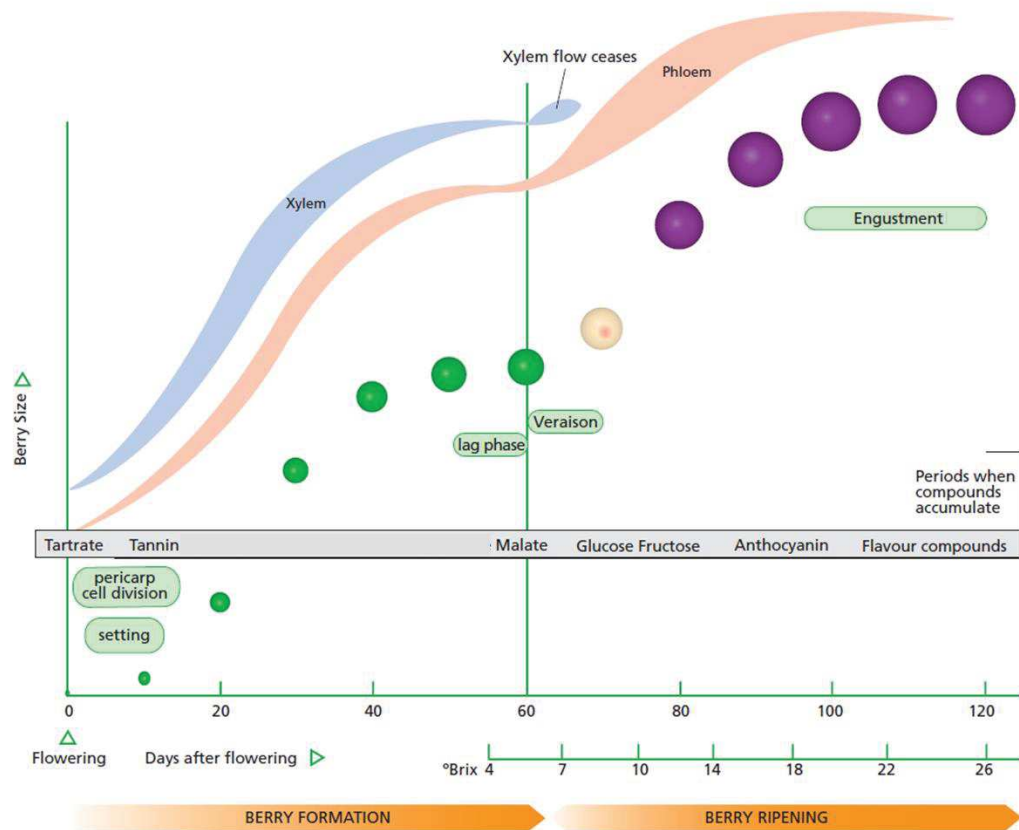 Xylem flow ceases
Phloem
Xylem
Engustment
Veraison
lag phase
Berry Size
Periods when
compounds
accumulate
Tartrate Tannin Malate Glucose Fructose Anthocyanin Flavour compounds
pericarp
cell division
setting
0 20 40 60 80 100 120
Flowering Days after flowering
°Brix 4 7 10 14 18 22 26
BERRY FORMATION BERRY RIPENING